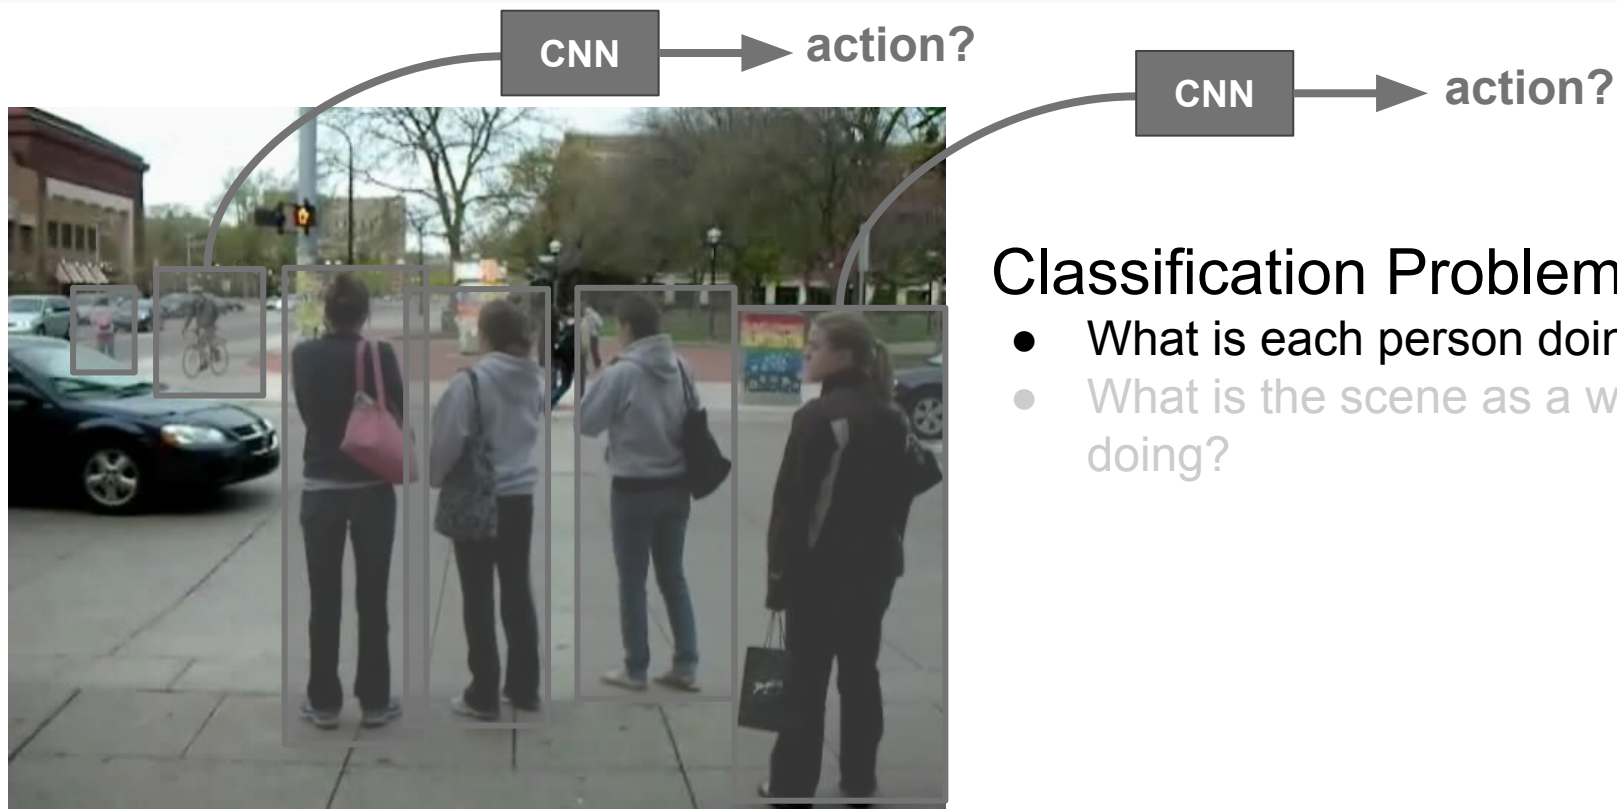 CNN
action?
CNN
action?
Classification Problem
● What is each person doin
● What is the scene as a w
doing?